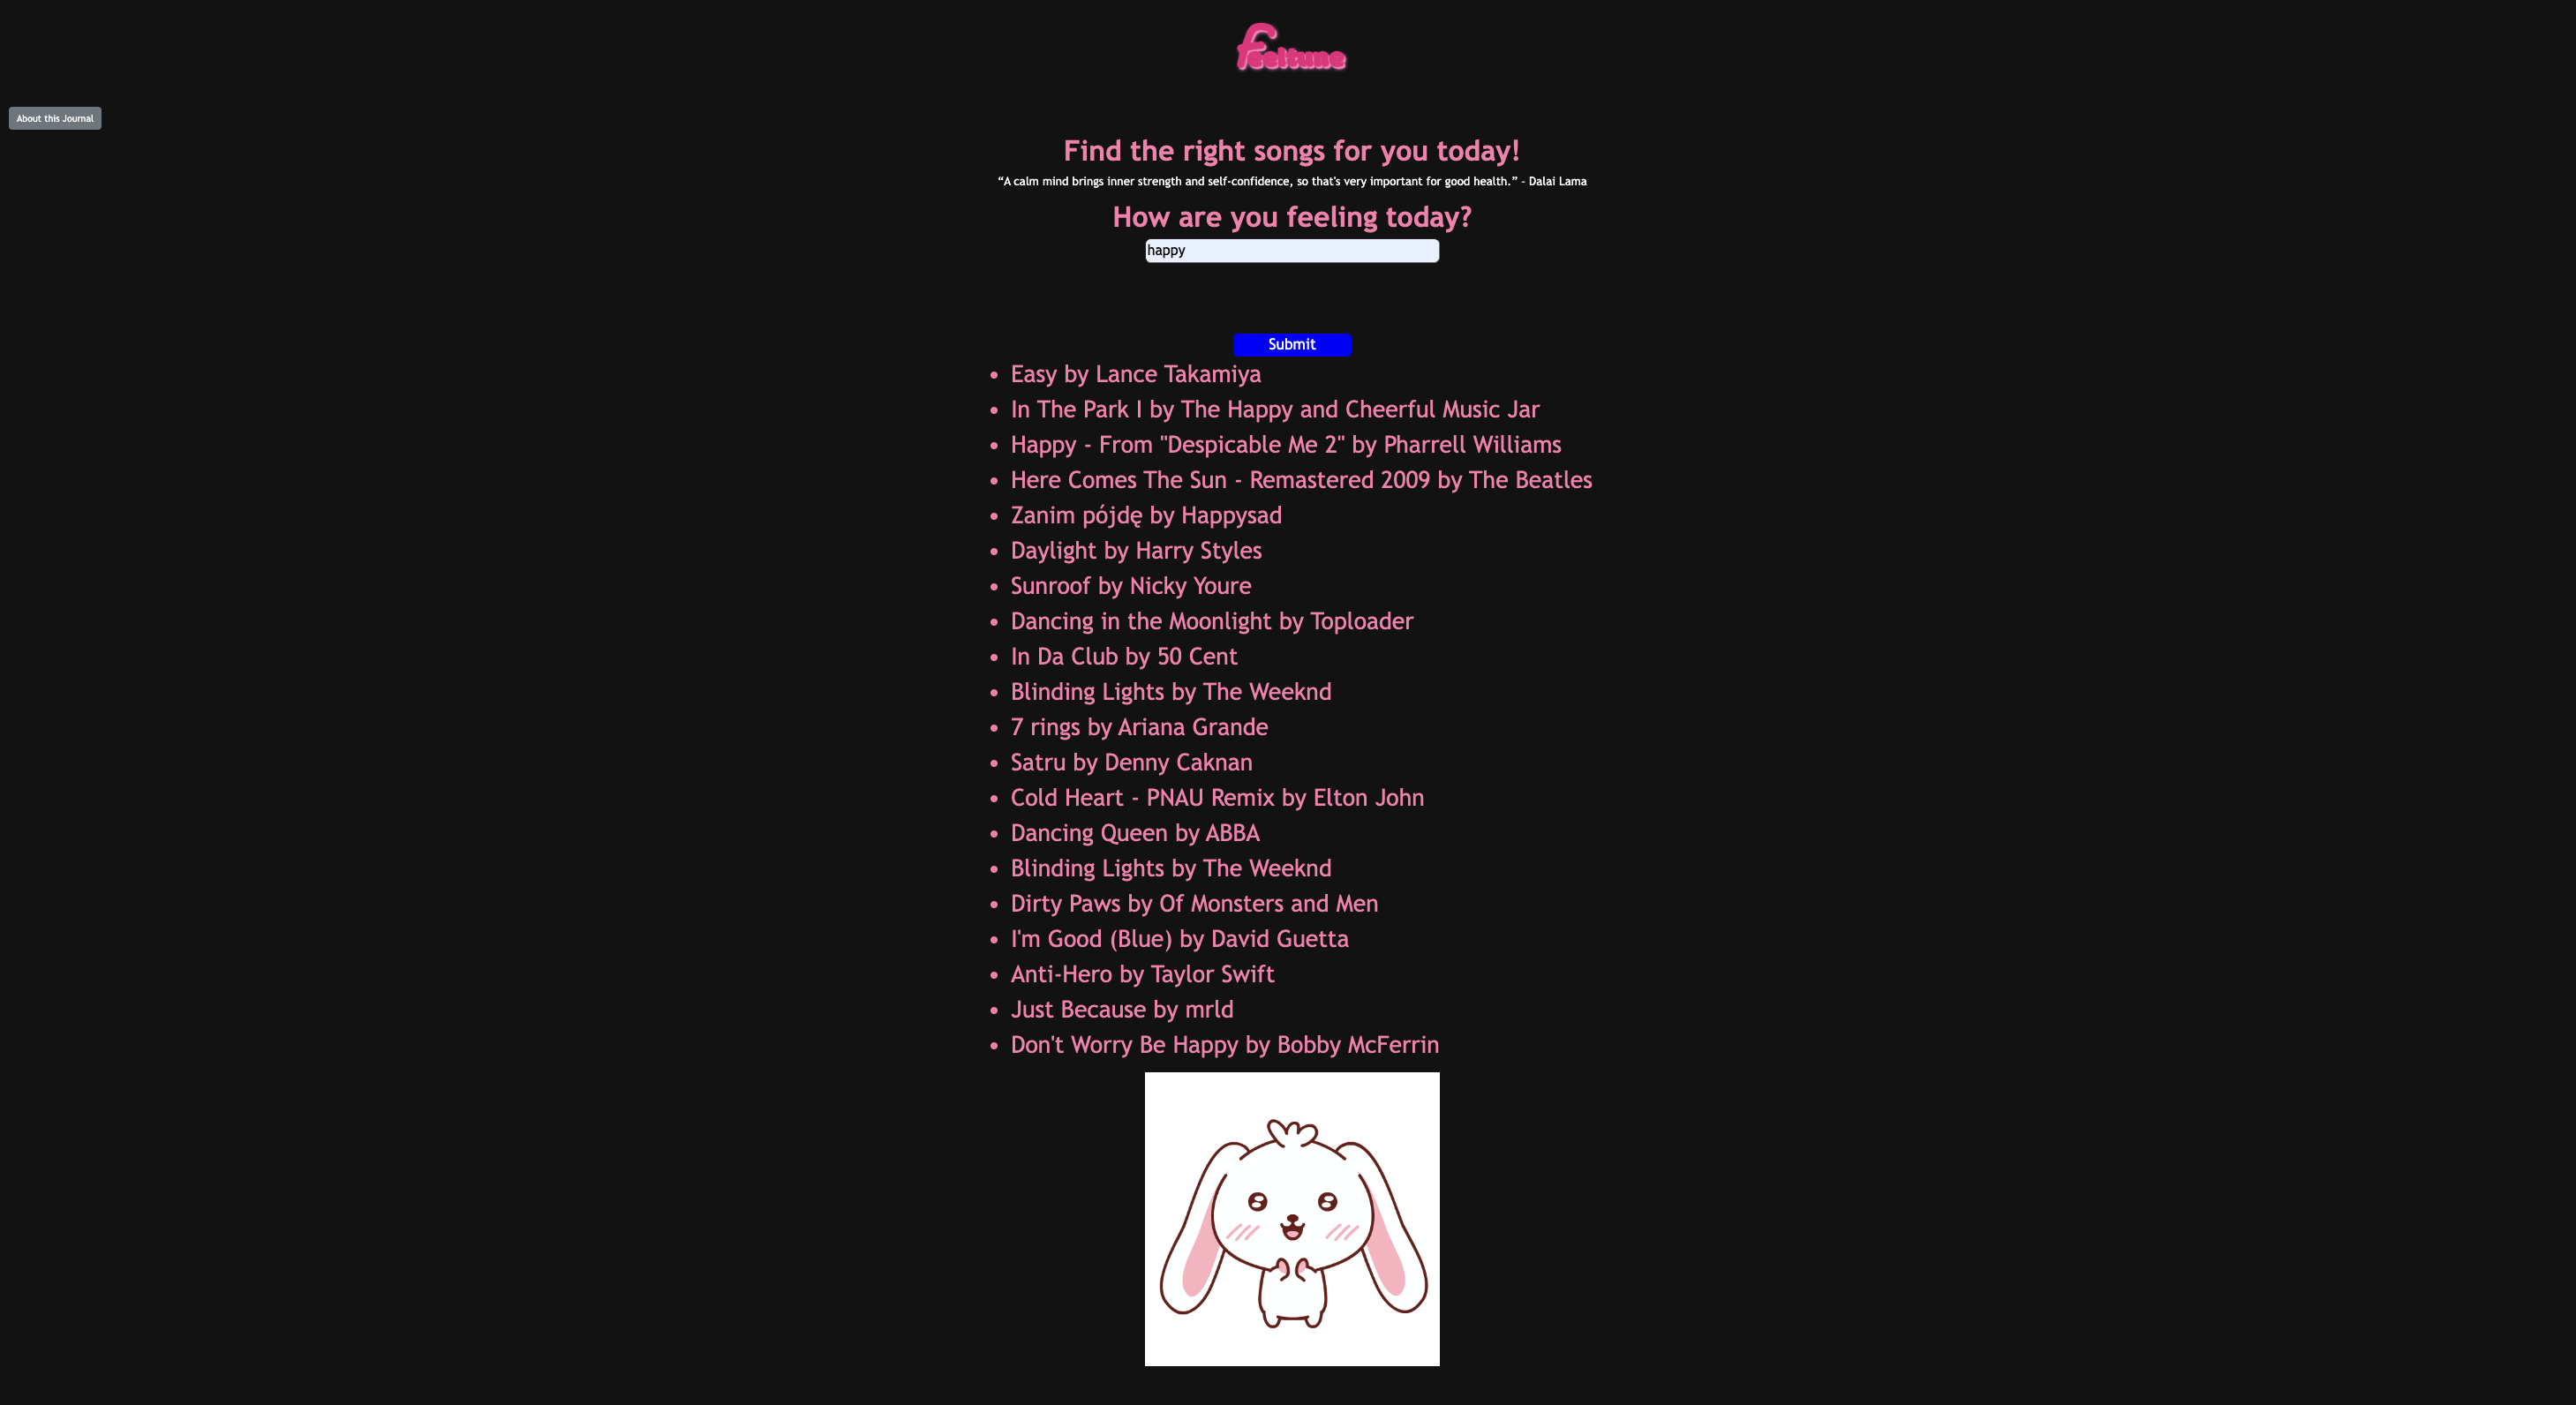 Feeltune
About this Journal
Find the right songs for you today!
“A calm mind brings inner strength and self-confidence, so that's very important for good health.” - Dalai Lama
How are you feeling today?
happy
Submit
• Easy by Lance Takamiya
• In The Park I by The Happy and Cheerful Music Jar
• Happy - From "Despicable Me 2" by Pharrell Williams
• Here Comes The Sun - Remastered 2009 by The Beatles
• Zanim pójdę by Happysad
• Daylight by Harry Styles
• Sunroof by Nicky Youre
• Dancing in the Moonlight by Toploader
• In Da Club by 50 Cent
• Blinding Lights by The Weeknd
• 7 rings by Ariana Grande
• Satru by Denny Caknan
• Cold Heart - PNAU Remix by Elton John
• Dancing Queen by ABBA
• Blinding Lights by The Weeknd
• Dirty Paws by Of Monsters and Men
• I'm Good (Blue) by David Guetta
• Anti-Hero by Taylor Swift
• Just Because by mrld
• Don't Worry Be Happy by Bobby McFerrin